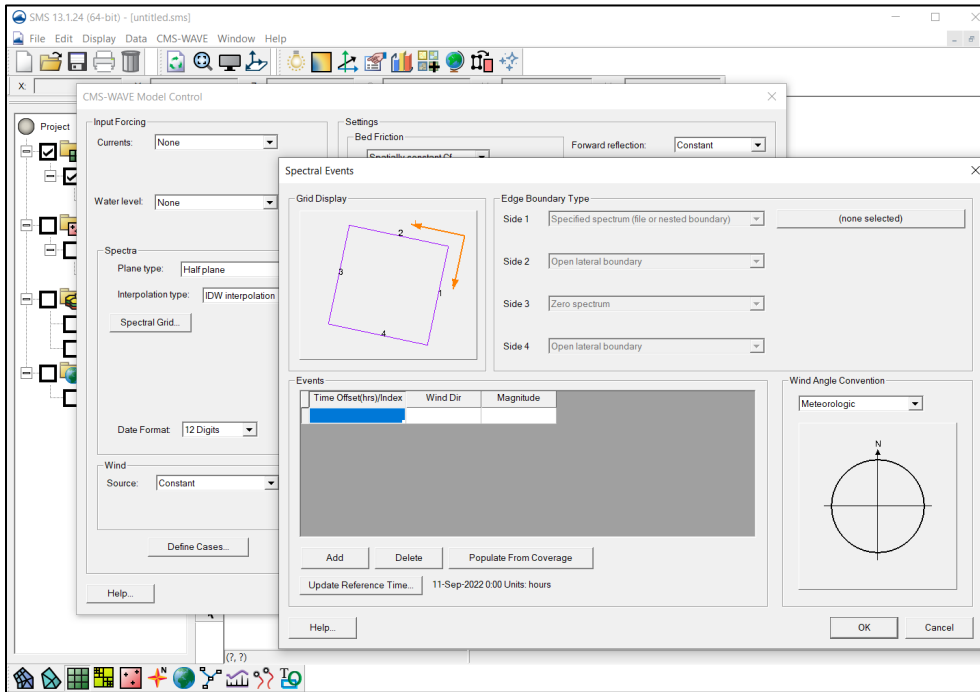 SMS 13.1.24 (64-bit) - [untitled.sms]
File Edit Display Data CMS-WAVE Window Help
X:
CMS-WAVE Model Control
Project
Input Forcing
Currents: None
Water level: None
Spectra
Plane type: Half plane
Interpolation type: IDW interpolation
Spectral Grid...
Date Format: 12 Digits
Wind
Source: Constant
Define Cases...
Help...
Settings
Bed Friction
Spatially constant Cf
Forward reflection: Constant
Spectral Events
Grid Display
2
3
1
4
Edge Boundary Type
Side 1 Specified spectrum (file or nested boundary) (none selected)
Side 2 Open lateral boundary
Side 3 Zero spectrum
Side 4 Open lateral boundary
Events
Time Offset(hrs)/Index Wind Dir Magnitude
Add Delete Populate From Coverage
Update Reference Time... 11-Sep-2022 0:00 Units: hours
Wind Angle Convention
Meteorologic
N
Help... OK Cancel
(?, ?)